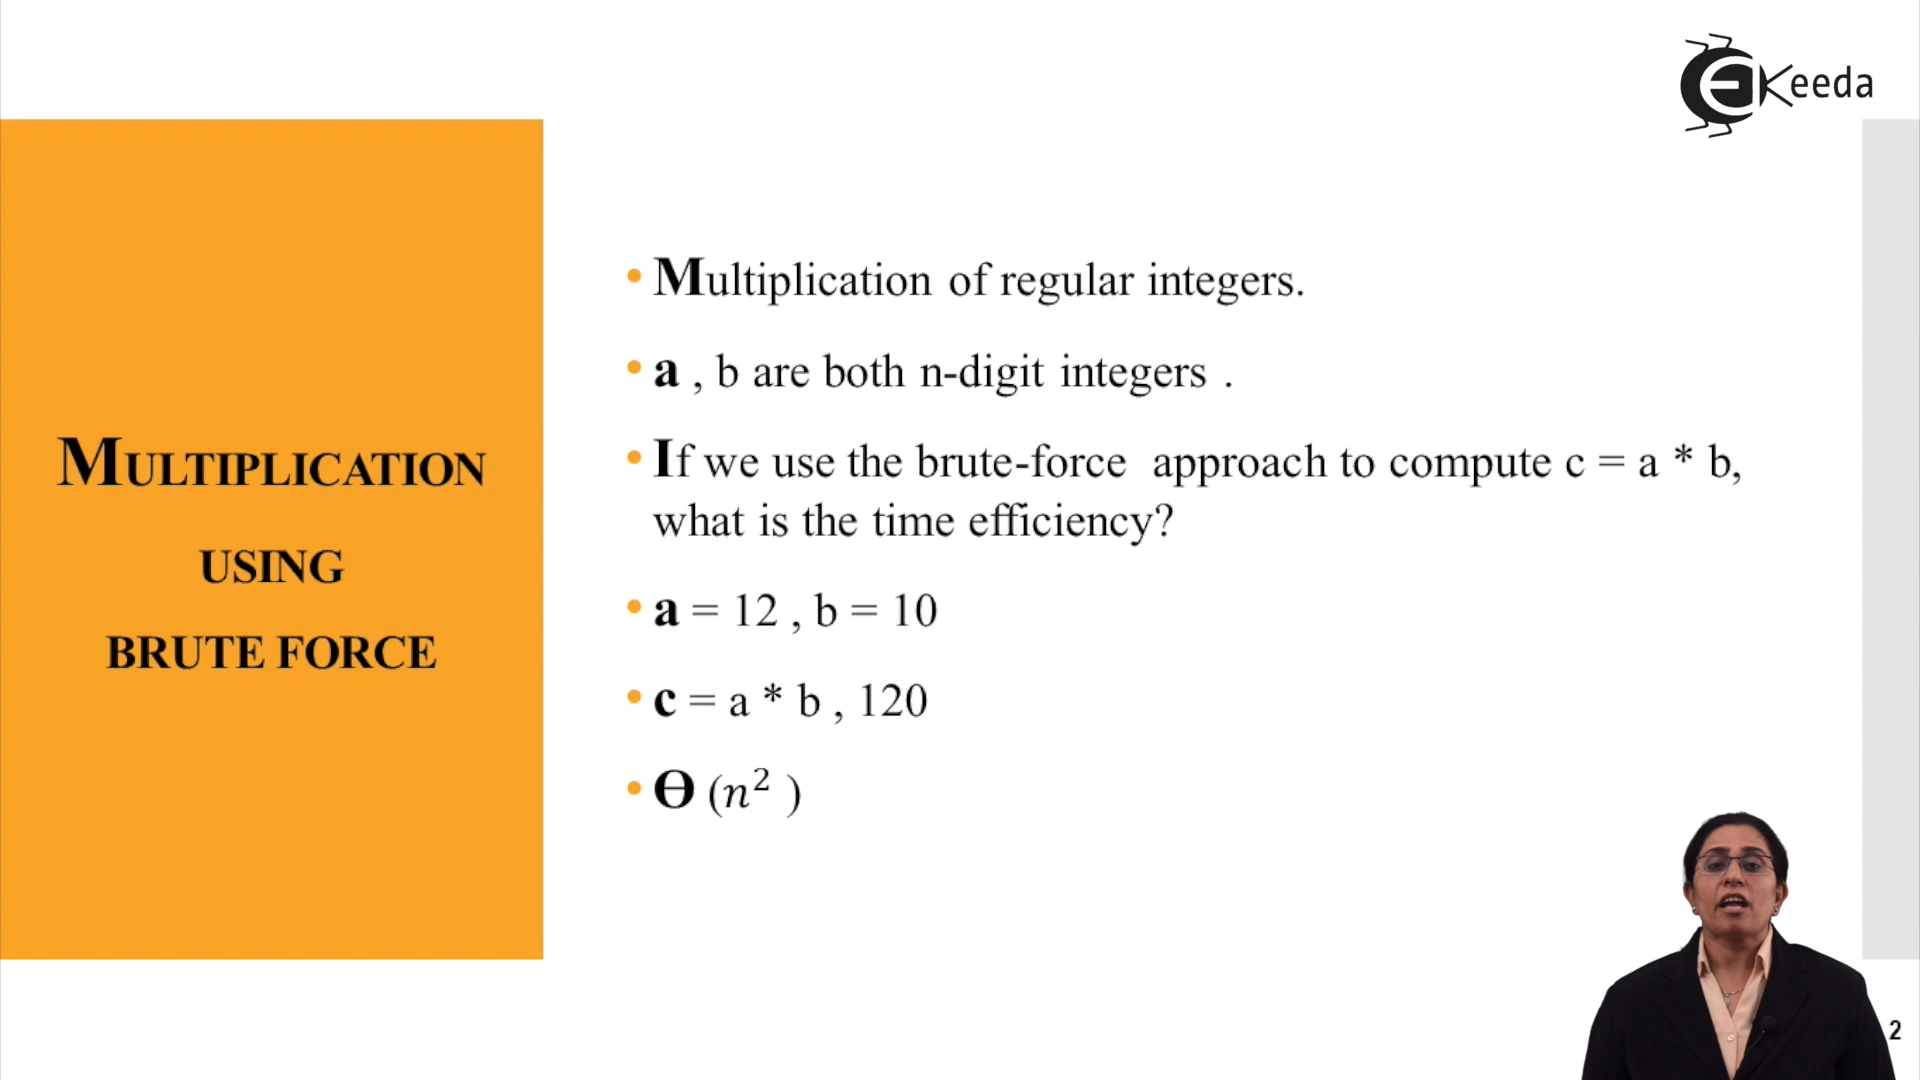 Keeda
MULTIPLICATION
USING
BRUTE FORCE
• Multiplication of regular integers.
• a , b are both n-digit integers .
• If we use the brute-force approach to compute c = a * b,
what is the time efficiency?
• a = 12 , b = 10
• c = a * b , 120
• Θ (n² )
2